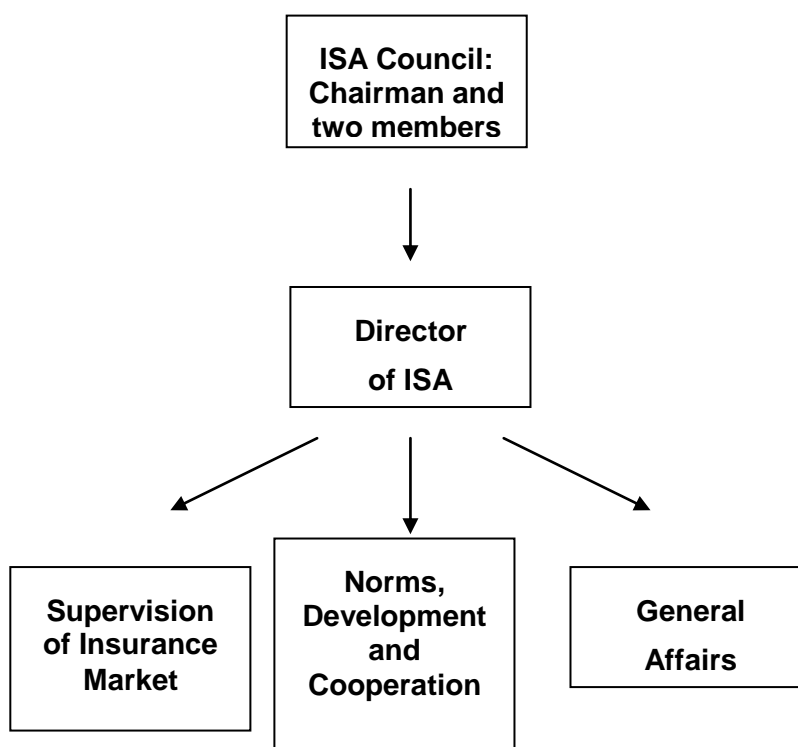 ISA Council:
Chairman and
two members
Director
of ISA
Supervision
of Insurance
Market
Norms,
Development
and
Cooperation
General
Affairs